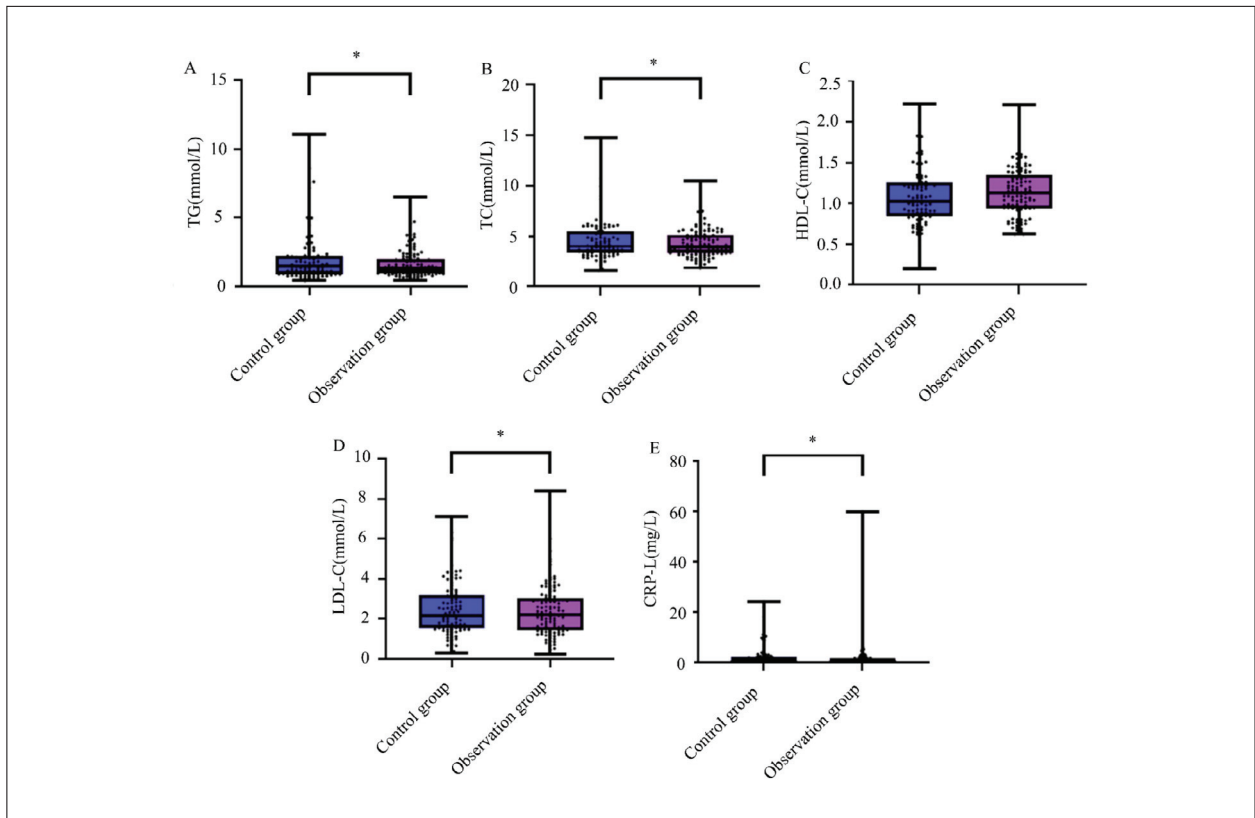 A
*
15
10
5
0
TG(mmol/L)
Control group
Observation group
B
*
20
15
10
5
0
TC(mmol/L)
Control group
Observation group
C
2.5
2.0
1.5
1.0
0.5
0.0
HDL-C(mmol/L)
Control group
Observation group
D
*
10
8
6
4
2
0
LDL-C(mmol/L)
Control group
Observation group
E
*
80
60
40
20
0
CRP-L(mg/L)
Control group
Observation group